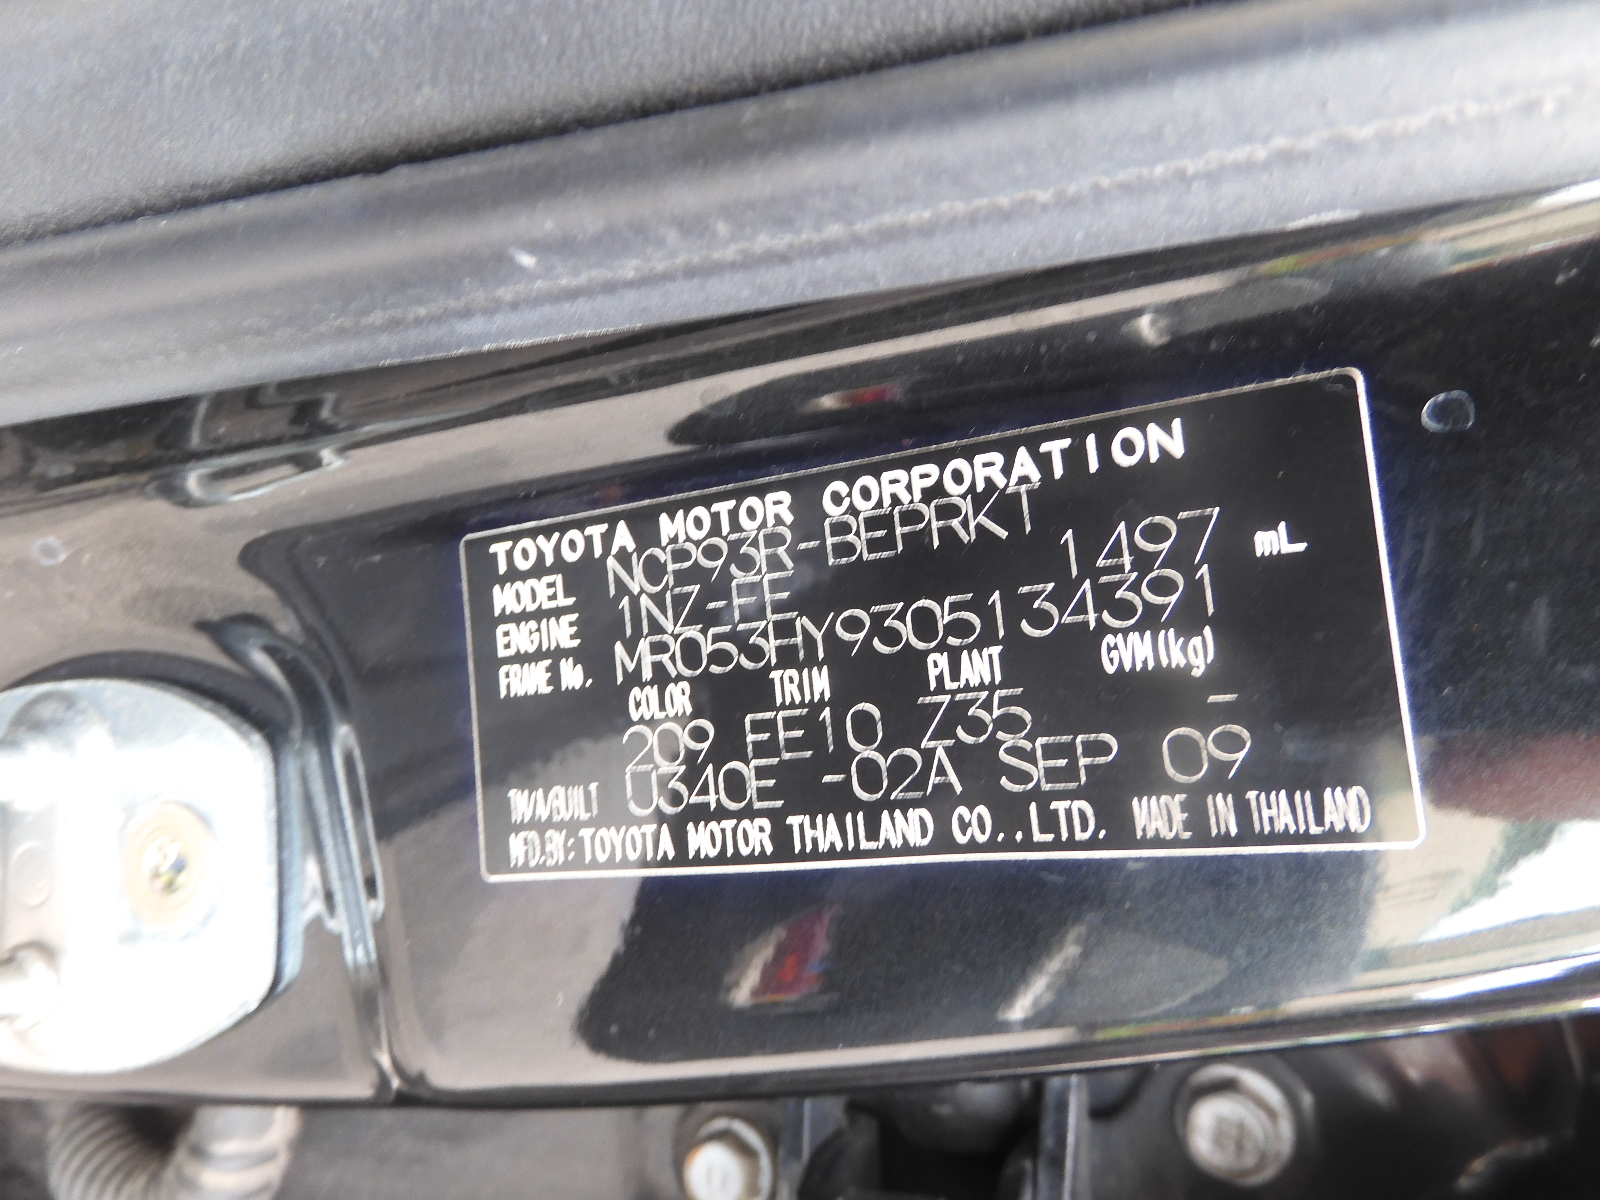 TOYOTA MOTOR CORPORATION
MODEL NCP93R-BEPRKT
ENGINE 1NZ-FE 1497 mL
FRAME No. MR053HY9305134391
COLOR TRIM PLANT GVM(kg)
209 FE10 Z35 -
TM/A/BUILT U340E -02A SEP 09
MFD.BY: TOYOTA MOTOR THAILAND CO.,LTD. MADE IN THAILAND